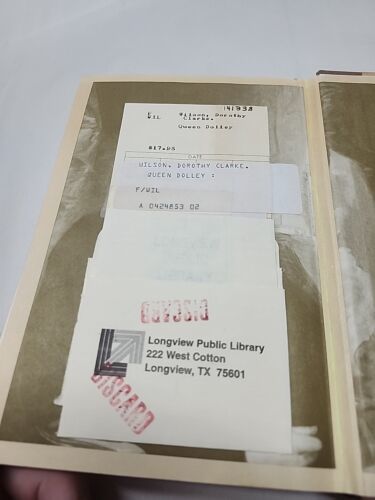 141938
F Wilson, Dorothy
WIL Clarke.
Queen Dolley
$17.95
DATE
WILSON, DOROTHY CLARKE.
QUEEN DOLLEY :
F/WIL
A 0424853 02
DISCARD
Longview Public Library
222 West Cotton
Longview, TX 75601
DISCARD